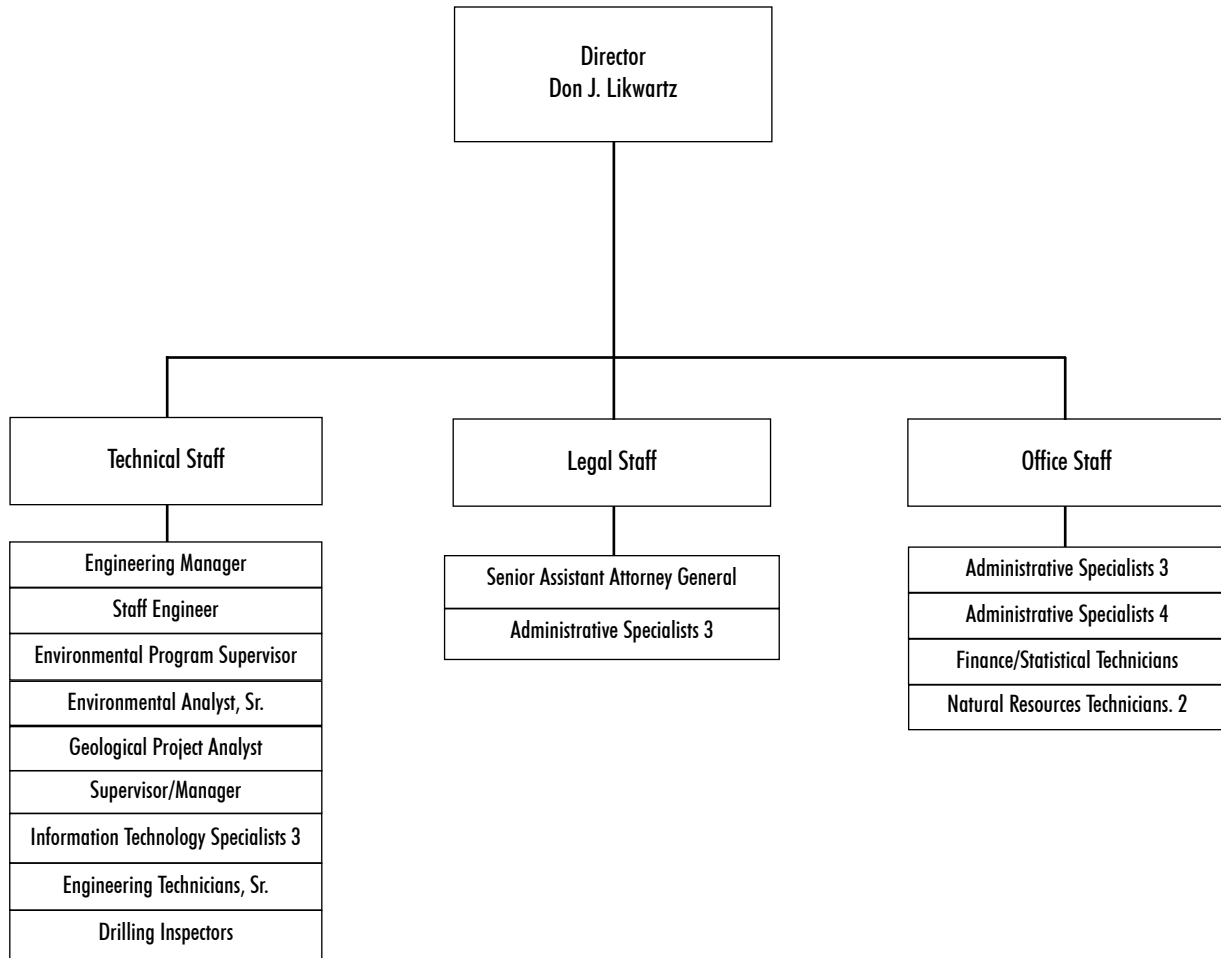 Director
Don J. Likwartz
Technical Staff
Engineering Manager
Staff Engineer
Environmental Program Supervisor
Environmental Analyst, Sr.
Geological Project Analyst
Supervisor/Manager
Information Technology Specialists 3
Engineering Technicians, Sr.
Drilling Inspectors
Legal Staff
Senior Assistant Attorney General
Administrative Specialists 3
Office Staff
Administrative Specialists 3
Administrative Specialists 4
Finance/Statistical Technicians
Natural Resources Technicians. 2